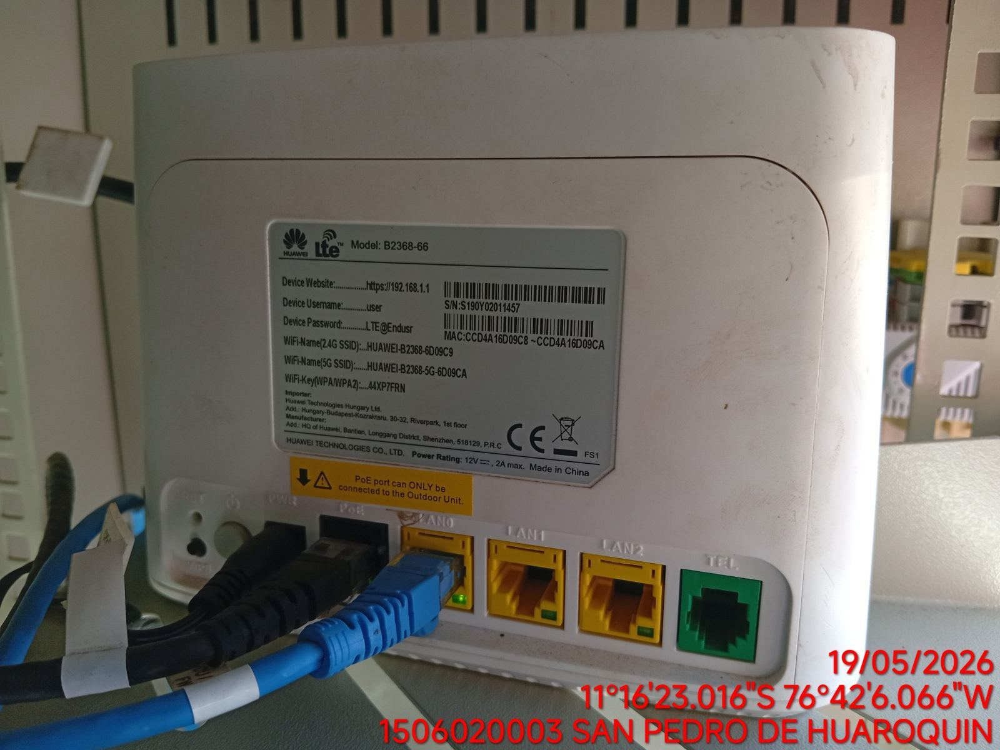 HUAWEI
Lte™
Model: B2368-66
Device Website:................https://192.168.1.1
Device Username:............user
Device Password:............LTE@Endusr
WiFi-Name(2.4G SSID):...HUAWEI-B2368-6D09C9
WiFi-Name(5G SSID):......HUAWEI-B2368-5G-6D09CA
WiFi-Key(WPA/WPA2):....44XP7FRN
S/N:S190Y02011457
MAC:CCD4A16D09C8 ~CCD4A16D09CA
Importer:
Huawei Technologies Hungary Ltd.
Add.: Hungary-Budapest-Kozraktaru. 30-32, Riverpark, 1st floor
Manufacturer:
Add.: HQ of Huawei, Bantian, Longgang District, Shenzhen, 518129, P.R.C
HUAWEI TECHNOLOGIES CO., LTD. Power Rating: 12V⎓, 2A max. Made in China
CE
FS1
PoE port can ONLY be
connected to the Outdoor Unit.
RST
PWR
PoE
LAN0
LAN1
LAN2
TEL
WPS
19/05/2026
11°16'23.016"S 76°42'6.066"W
1506020003 SAN PEDRO DE HUAROQUIN